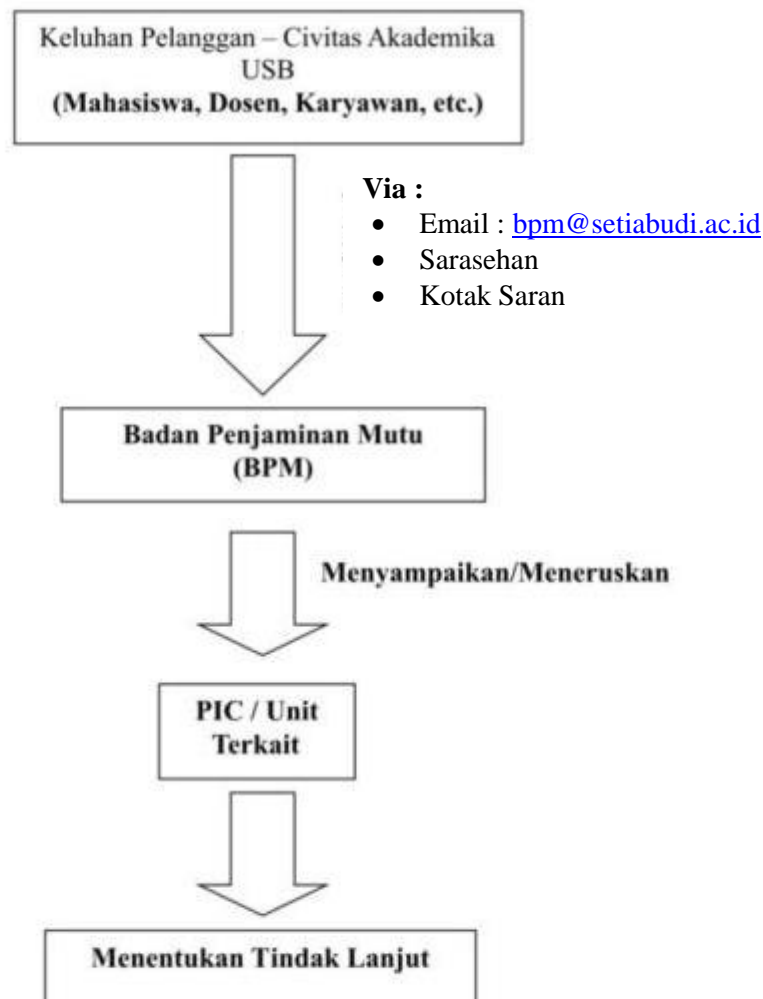 Keluhan Pelanggan – Civitas Akademika
USB
(Mahasiswa, Dosen, Karyawan, etc.)
Via :
• Email : bpm@setiabudi.ac.id
• Sarasehan
• Kotak Saran
Badan Penjaminan Mutu
(BPM)
Menyampaikan/Meneruskan
PIC / Unit
Terkait
Menentukan Tindak Lanjut